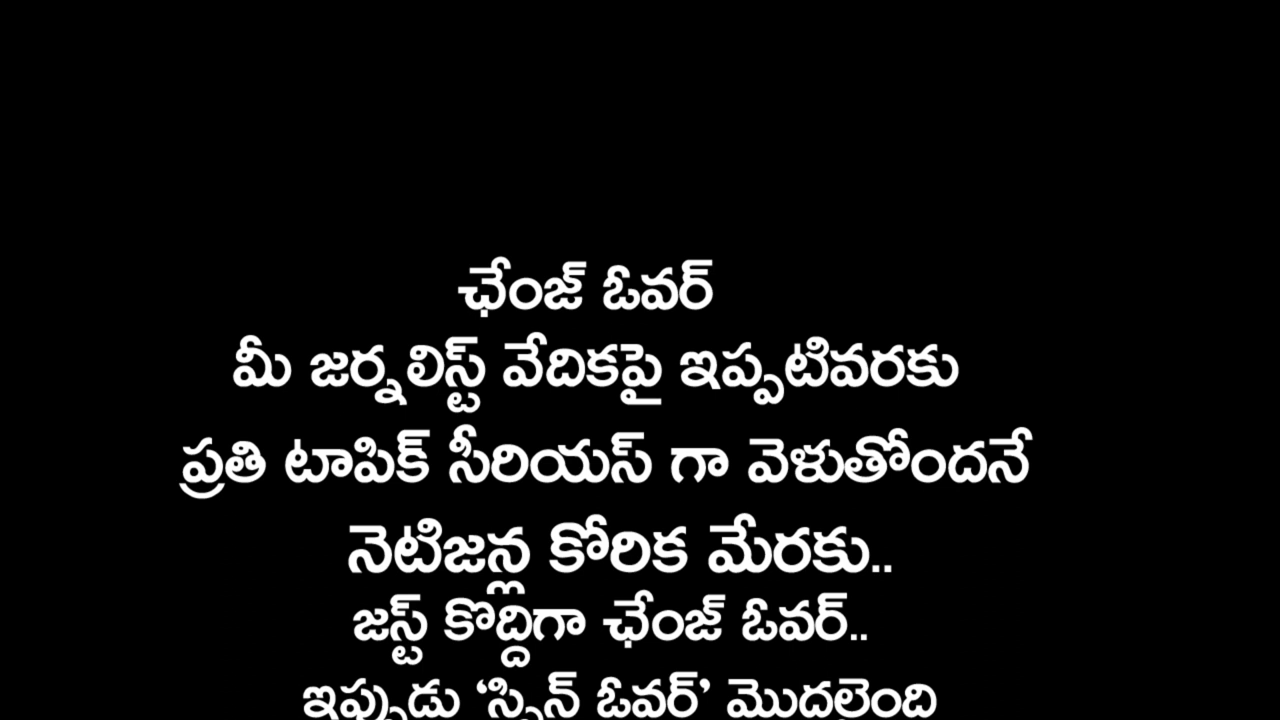 ఛేంజ్ ఓవర్
మీ జర్నలిస్ట్ వేదికపై ఇప్పటివరకు
ప్రతి టాపిక్ సీరియస్ గా వెళుతోందనే
నెటిజన్ల కోరిక మేరకు..
జస్ట్ కొద్దిగా ఛేంజ్ ఓవర్..
ఇప్పుడు ‘స్పిన్ ఓవర్’ మొదలైంది